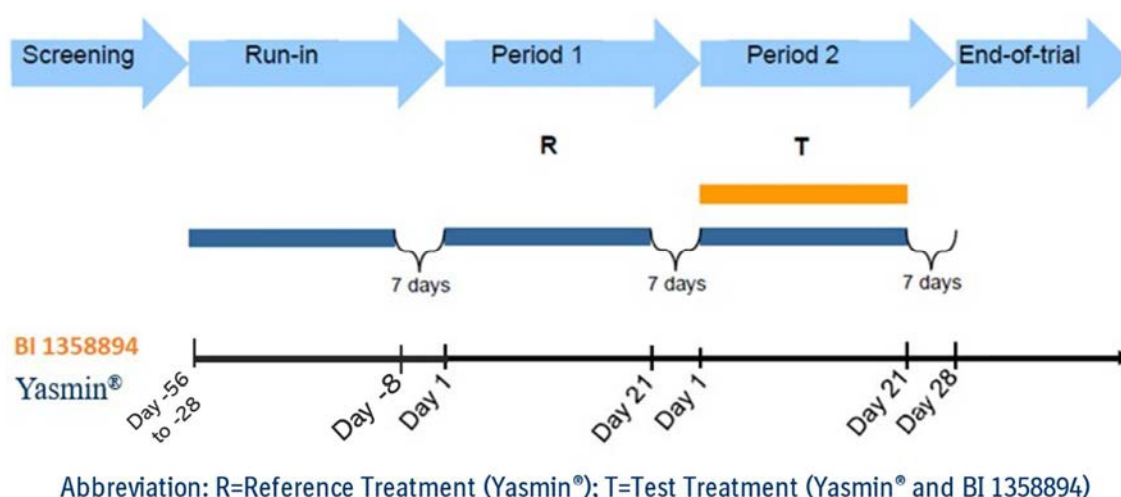 Screening Run-in Period 1 Period 2 End-of-trial
R T
7 days 7 days 7 days
BI 1358894
Yasmin®
Day -56
to -28
Day -8
Day 1
Day 21
Day 1
Day 21
Day 28
Abbreviation: R=Reference Treatment (Yasmin®); T=Test Treatment (Yasmin® and BI 1358894)